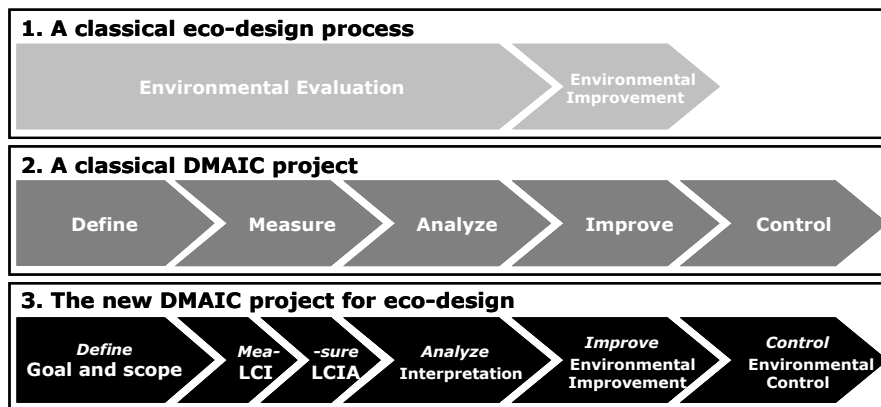 1. A classical eco-design process
Environmental Evaluation
Environmental
Improvement
2. A classical DMAIC project
Define
Measure
Analyze
Improve
Control
3. The new DMAIC project for eco-design
Define
Goal and scope
Mea-
LCI
-sure
LCIA
Analyze
Interpretation
Improve
Environmental
Improvement
Control
Environmental
Control